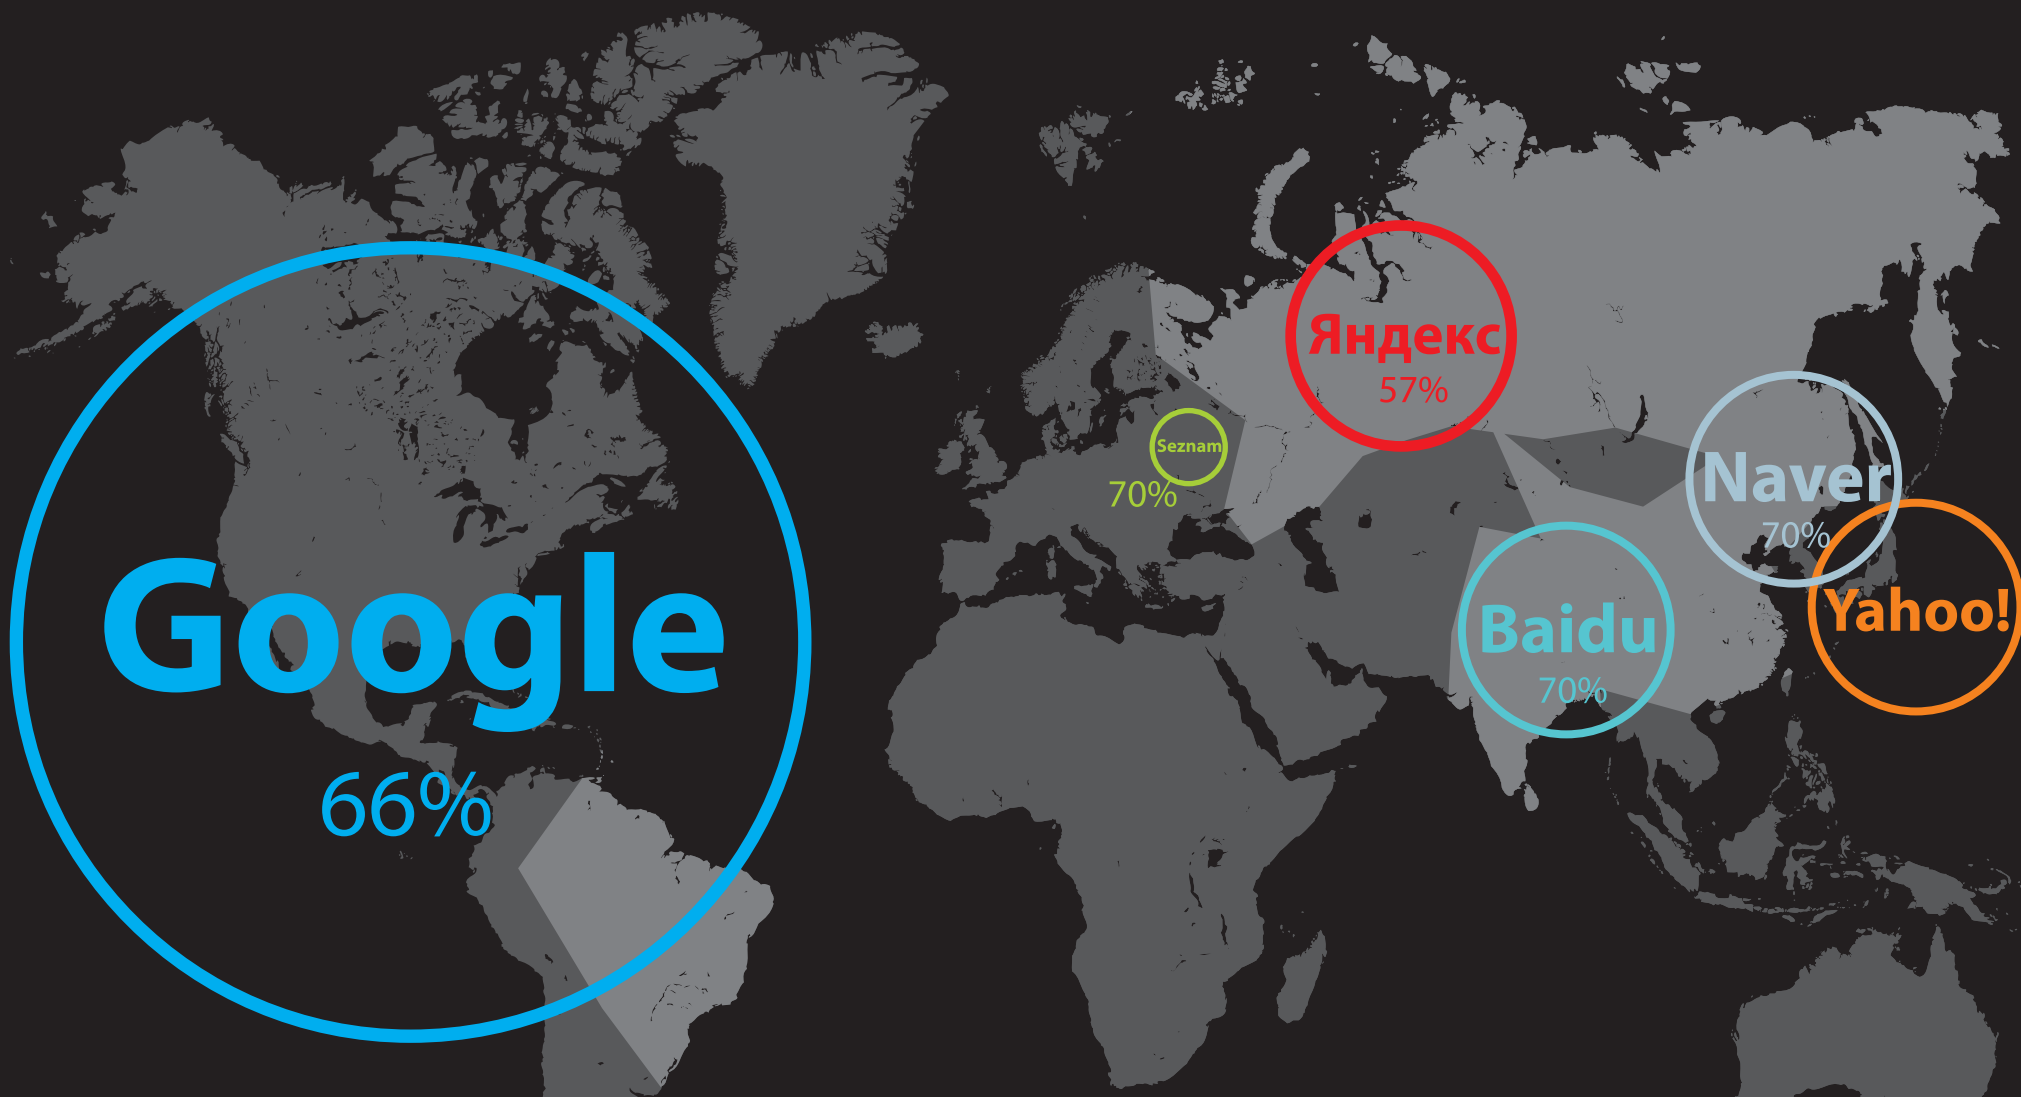 Google
66%
Seznam
70%
Яндекс
57%
Baidu
70%
Naver
70%
Yahoo!